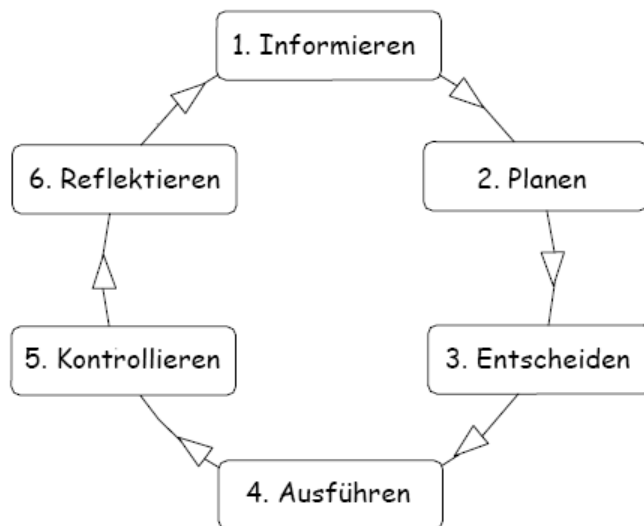 1. Informieren
2. Planen
3. Entscheiden
4. Ausführen
5. Kontrollieren
6. Reflektieren